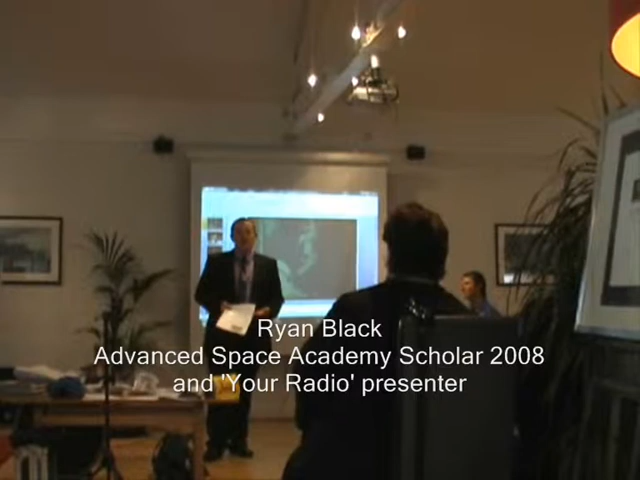 Ryan Black
Advanced Space Academy Scholar 2008
and 'Your Radio' presenter